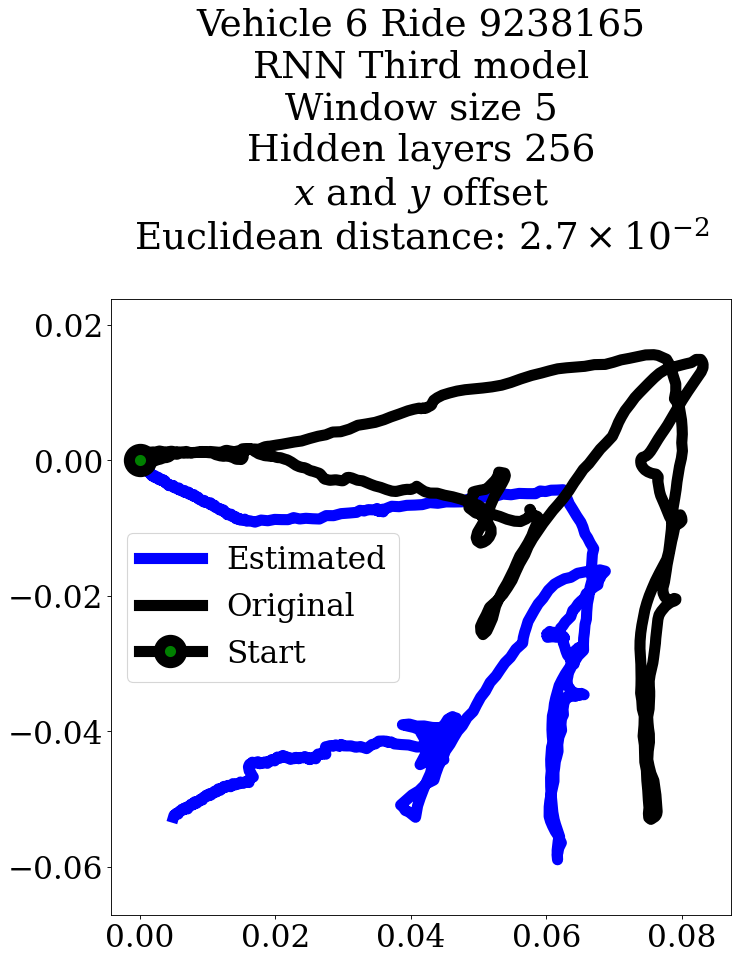 Vehicle 6 Ride 9238165
RNN Third model
Window size 5
Hidden layers 256
x and y offset
Euclidean distance: 2.7 × 10⁻²
0.02
0.00
−0.02
−0.04
−0.06
Estimated
Original
Start
0.00 0.02 0.04 0.06 0.08